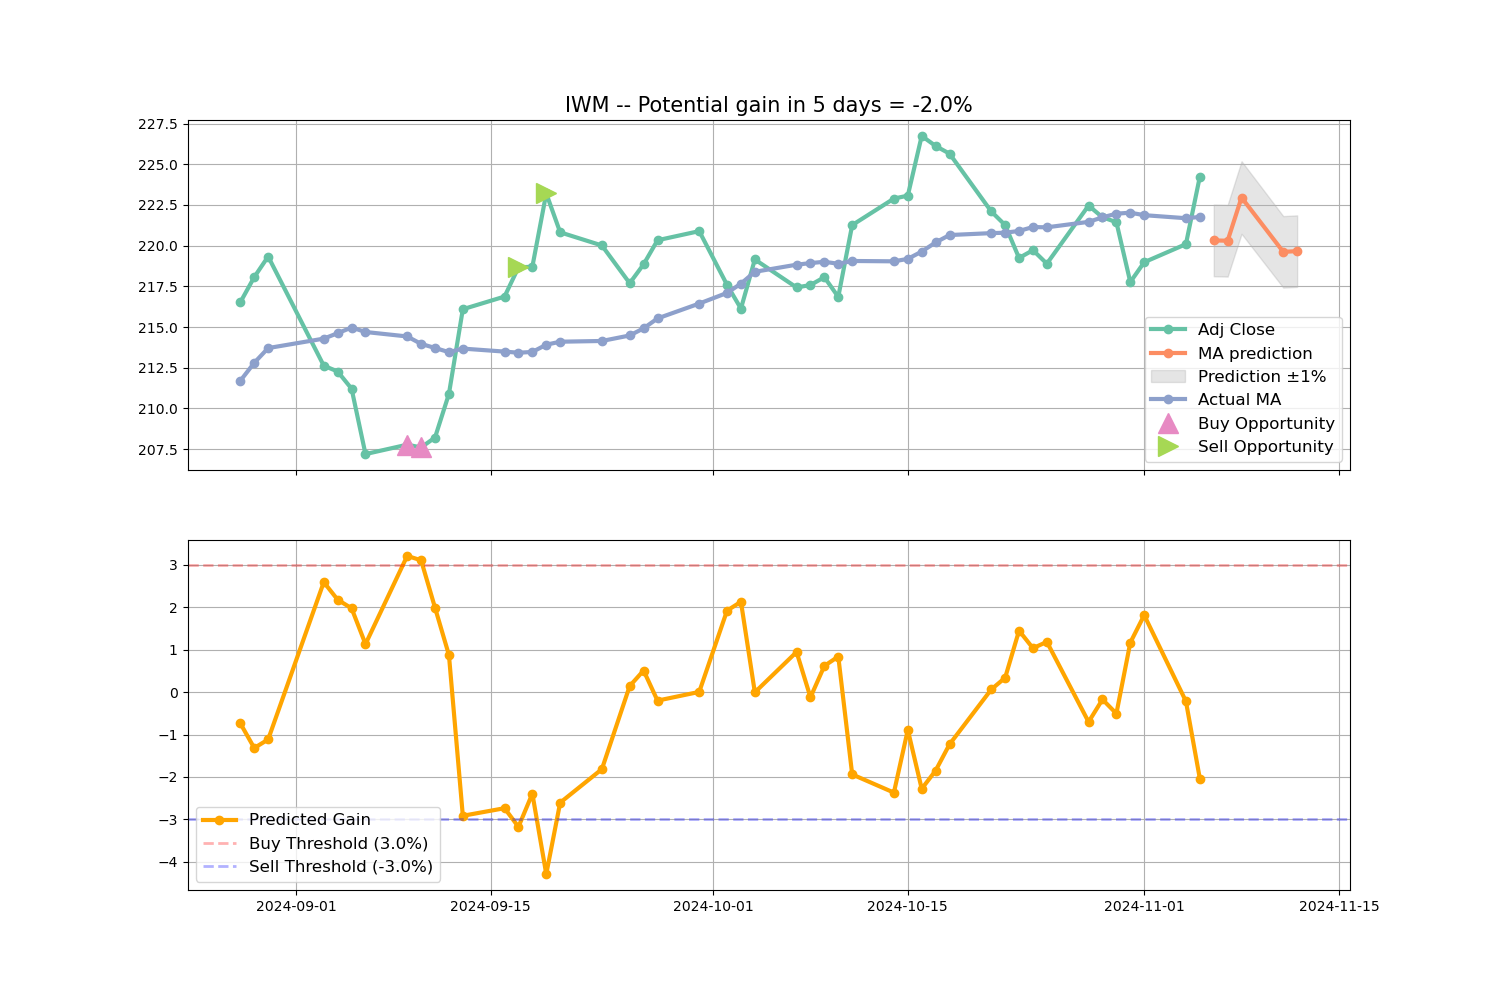 IWM -- Potential gain in 5 days = -2.0%
227.5
225.0
222.5
220.0
217.5
215.0
212.5
210.0
207.5
Adj Close
MA prediction
Prediction ±1%
Actual MA
Buy Opportunity
Sell Opportunity
3
2
1
0
−1
−2
−3
−4
Predicted Gain
Buy Threshold (3.0%)
Sell Threshold (-3.0%)
2024-09-01 2024-09-15 2024-10-01 2024-10-15 2024-11-01 2024-11-15